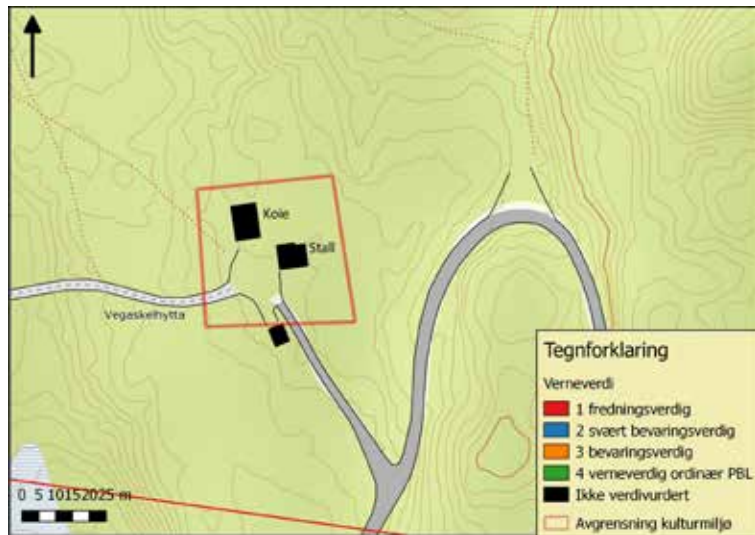 Koie
Stall
Vegaskelhytta
Tegnforklaring
Verneverdi
1 fredningsverdig
2 svært bevaringsverdig
3 bevaringsverdig
4 verneverdig ordinær PBL
Ikke verdivurdert
Avgrensning kulturmiljø
0 5 10152025 m